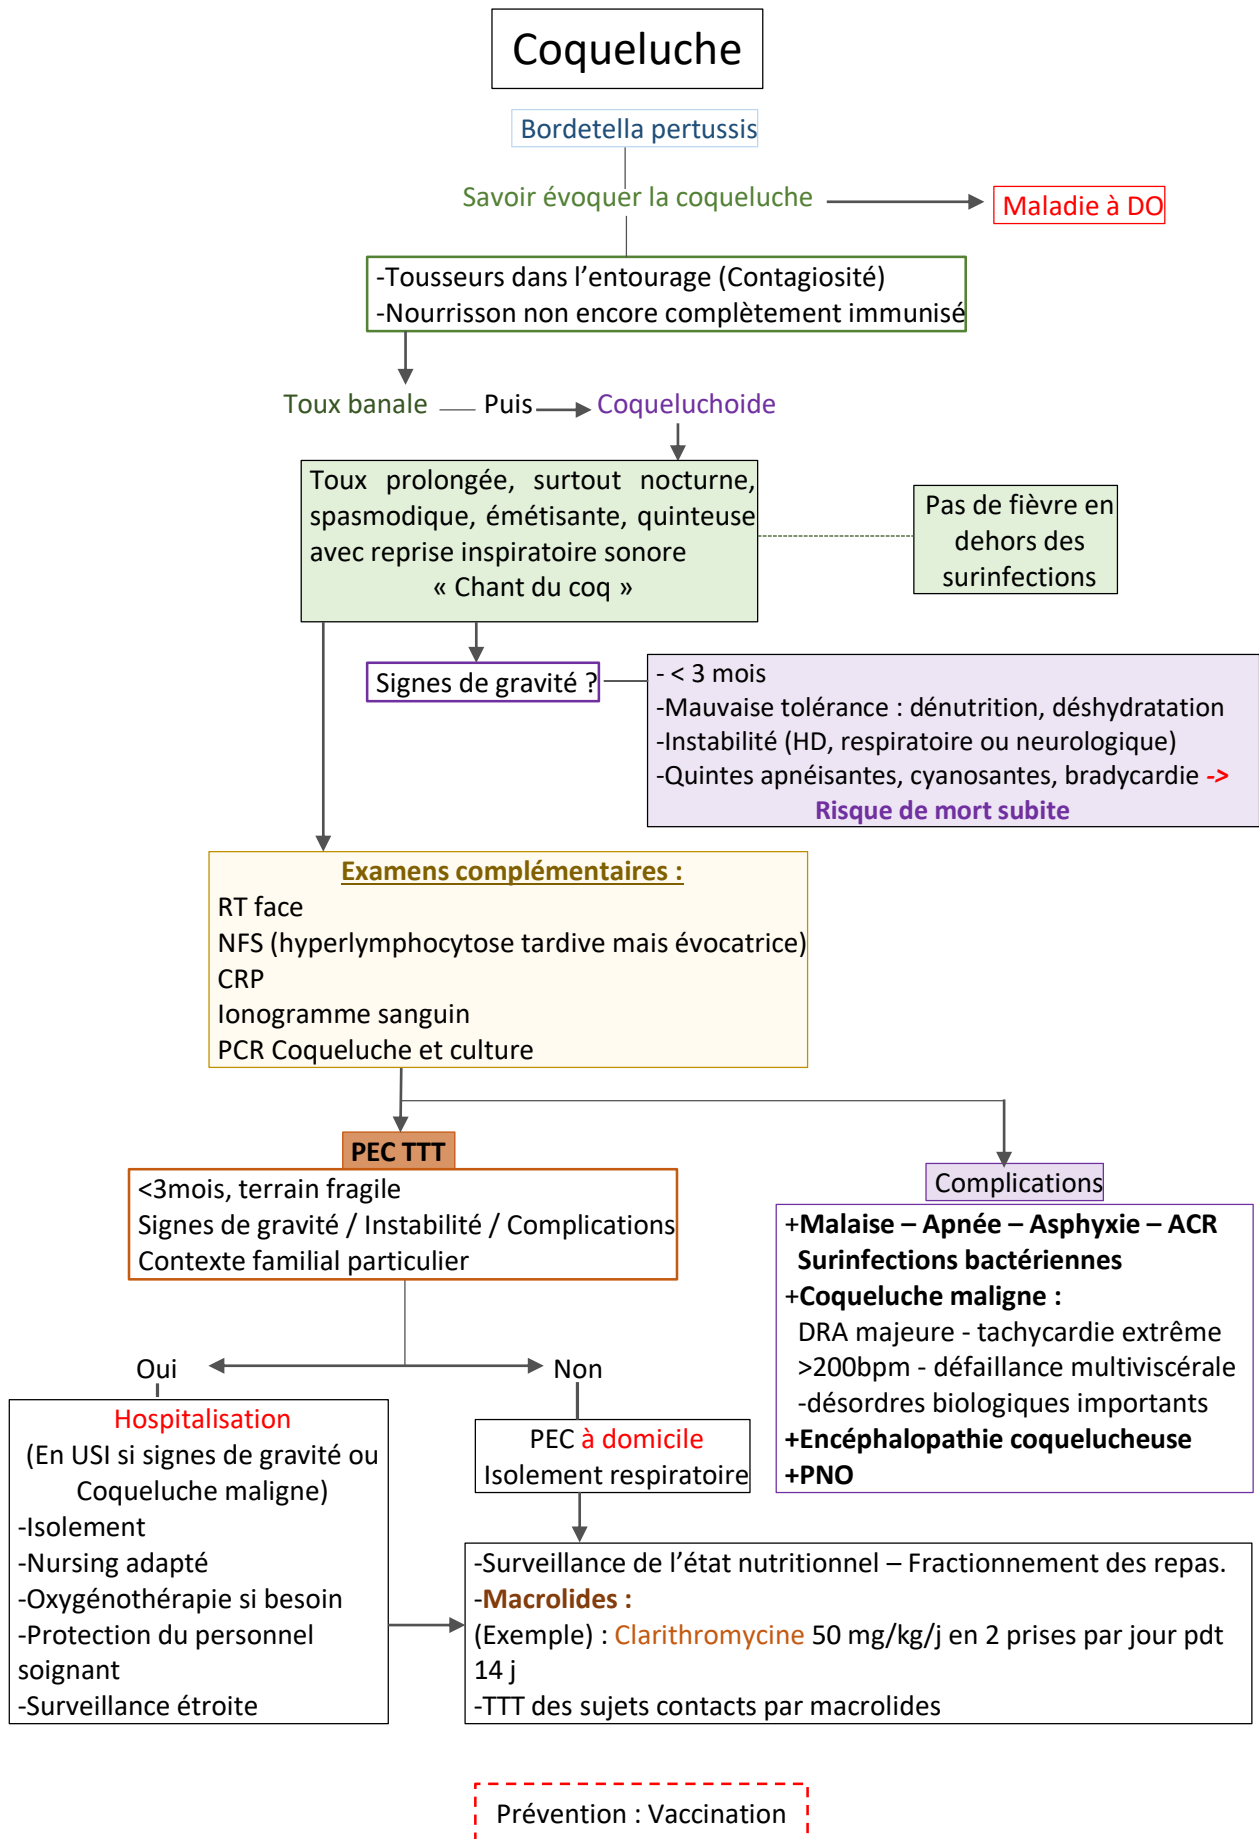 Coqueluche
Bordetella pertussis
Savoir évoquer la coqueluche
Maladie à DO
-Tousseurs dans l’entourage (Contagiosité)
-Nourrisson non encore complètement immunisé
Toux banale
Puis
Coqueluchoide
Toux prolongée, surtout nocturne,
spasmodique, émétisante, quinteuse
avec reprise inspiratoire sonore
« Chant du coq »
Pas de fièvre en
dehors des
surinfections
Signes de gravité ?
- < 3 mois
-Mauvaise tolérance : dénutrition, déshydratation
-Instabilité (HD, respiratoire ou neurologique)
-Quintes apnéisantes, cyanosantes, bradycardie ->
Risque de mort subite
Examens complémentaires :
RT face
NFS (hyperlymphocytose tardive mais évocatrice)
CRP
Ionogramme sanguin
PCR Coqueluche et culture
PEC TTT
<3mois, terrain fragile
Signes de gravité / Instabilité / Complications
Contexte familial particulier
Complications
+Malaise – Apnée – Asphyxie – ACR
Surinfections bactériennes
+Coqueluche maligne :
DRA majeure - tachycardie extrême
>200bpm - défaillance multiviscérale
-désordres biologiques importants
+Encéphalopathie coquelucheuse
+PNO
Oui
Non
Hospitalisation
(En USI si signes de gravité ou
Coqueluche maligne)
-Isolement
-Nursing adapté
-Oxygénothérapie si besoin
-Protection du personnel
soignant
-Surveillance étroite
PEC à domicile
Isolement respiratoire
-Surveillance de l’état nutritionnel – Fractionnement des repas.
-Macrolides :
(Exemple) : Clarithromycine 50 mg/kg/j en 2 prises par jour pdt
14 j
-TTT des sujets contacts par macrolides
Prévention : Vaccination